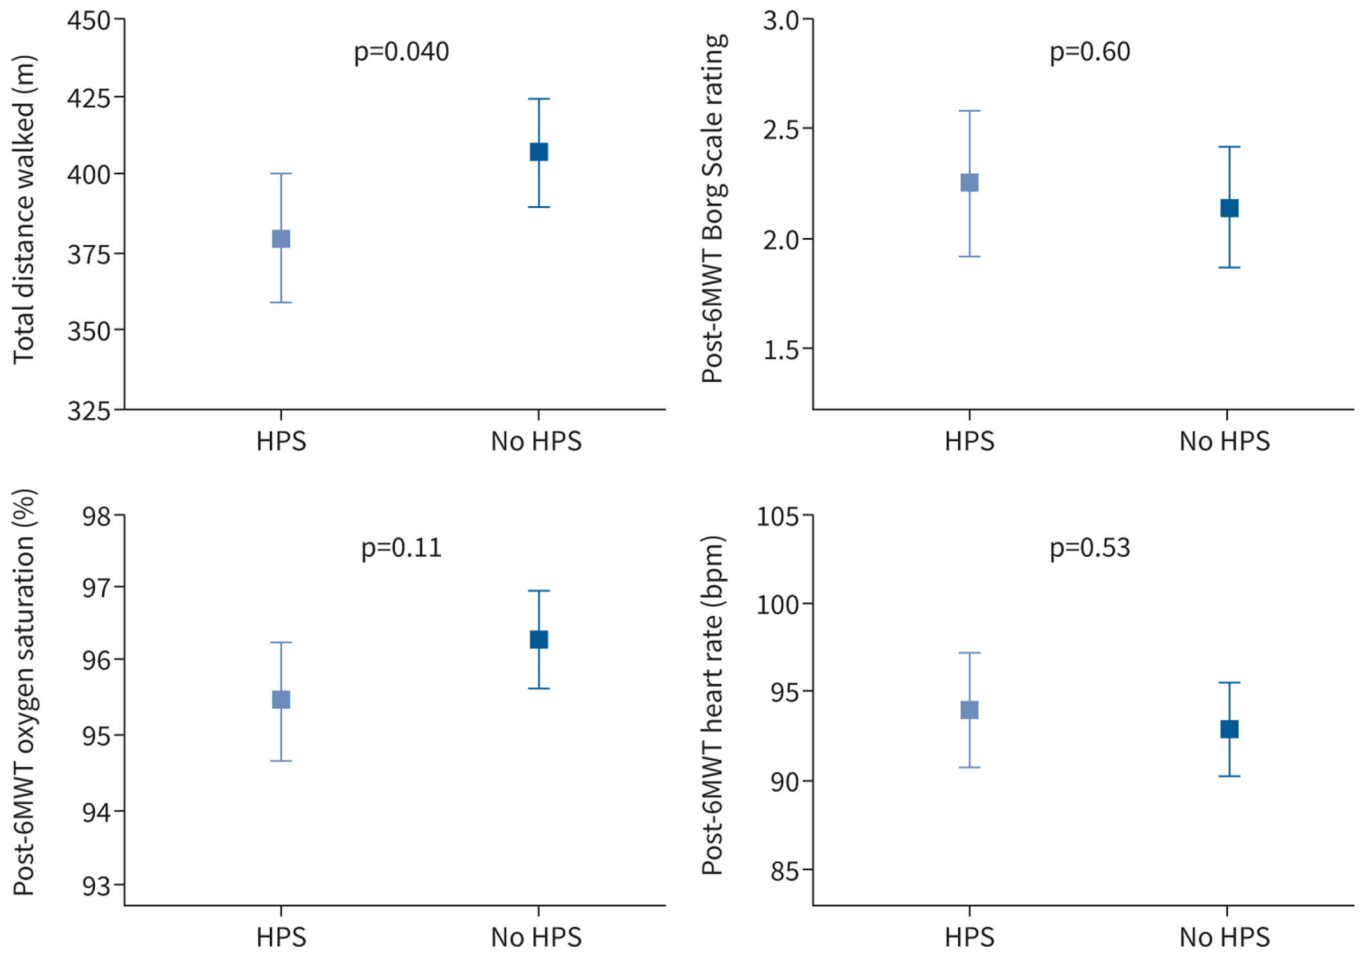 Total distance walked (m)
450
425
400
375
350
325
p=0.040
HPS
No HPS
Post-6MWT Borg Scale rating
3.0
2.5
2.0
1.5
p=0.60
HPS
No HPS
Post-6MWT oxygen saturation (%)
98
97
96
95
94
93
p=0.11
HPS
No HPS
Post-6MWT heart rate (bpm)
105
100
95
90
85
p=0.53
HPS
No HPS